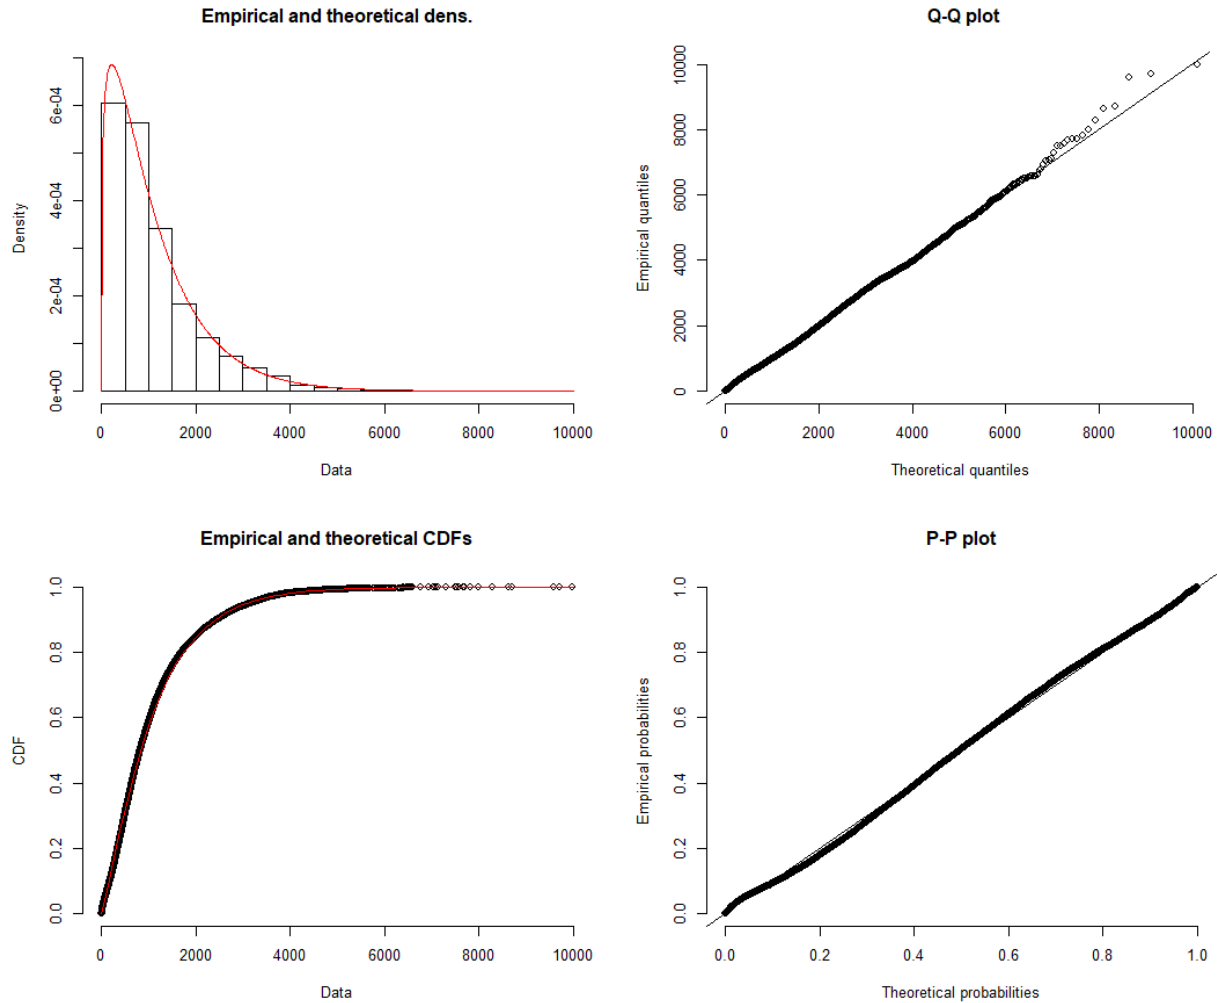 Empirical and theoretical dens.
Density
0e+00 2e-04 4e-04 6e-04
0 2000 4000 6000 8000 10000
Data
Q-Q plot
Empirical quantiles
0 2000 4000 6000 8000 10000
0 2000 4000 6000 8000 10000
Theoretical quantiles
Empirical and theoretical CDFs
CDF
0.0 0.2 0.4 0.6 0.8 1.0
0 2000 4000 6000 8000 10000
Data
P-P plot
Empirical probabilities
0.0 0.2 0.4 0.6 0.8 1.0
0.0 0.2 0.4 0.6 0.8 1.0
Theoretical probabilities